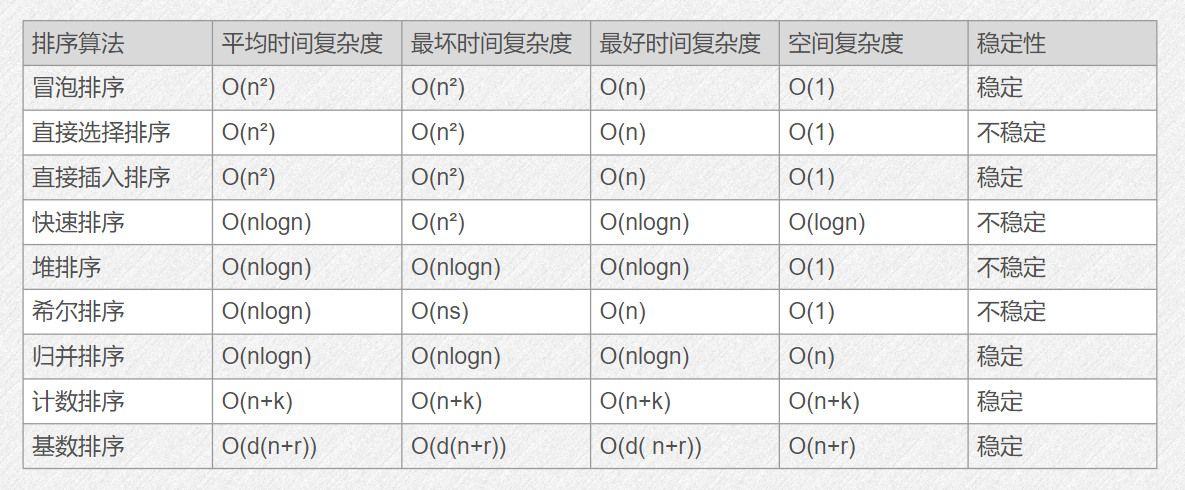 排序算法 平均时间复杂度 最坏时间复杂度 最好时间复杂度 空间复杂度 稳定性
冒泡排序 O(n²) O(n²) O(n) O(1) 稳定
直接选择排序 O(n²) O(n²) O(n) O(1) 不稳定
直接插入排序 O(n²) O(n²) O(n) O(1) 稳定
快速排序 O(nlogn) O(n²) O(nlogn) O(logn) 不稳定
堆排序 O(nlogn) O(nlogn) O(nlogn) O(1) 不稳定
希尔排序 O(nlogn) O(ns) O(n) O(1) 不稳定
归并排序 O(nlogn) O(nlogn) O(nlogn) O(n) 稳定
计数排序 O(n+k) O(n+k) O(n+k) O(n+k) 稳定
基数排序 O(d(n+r)) O(d(n+r)) O(d( n+r)) O(n+r) 稳定